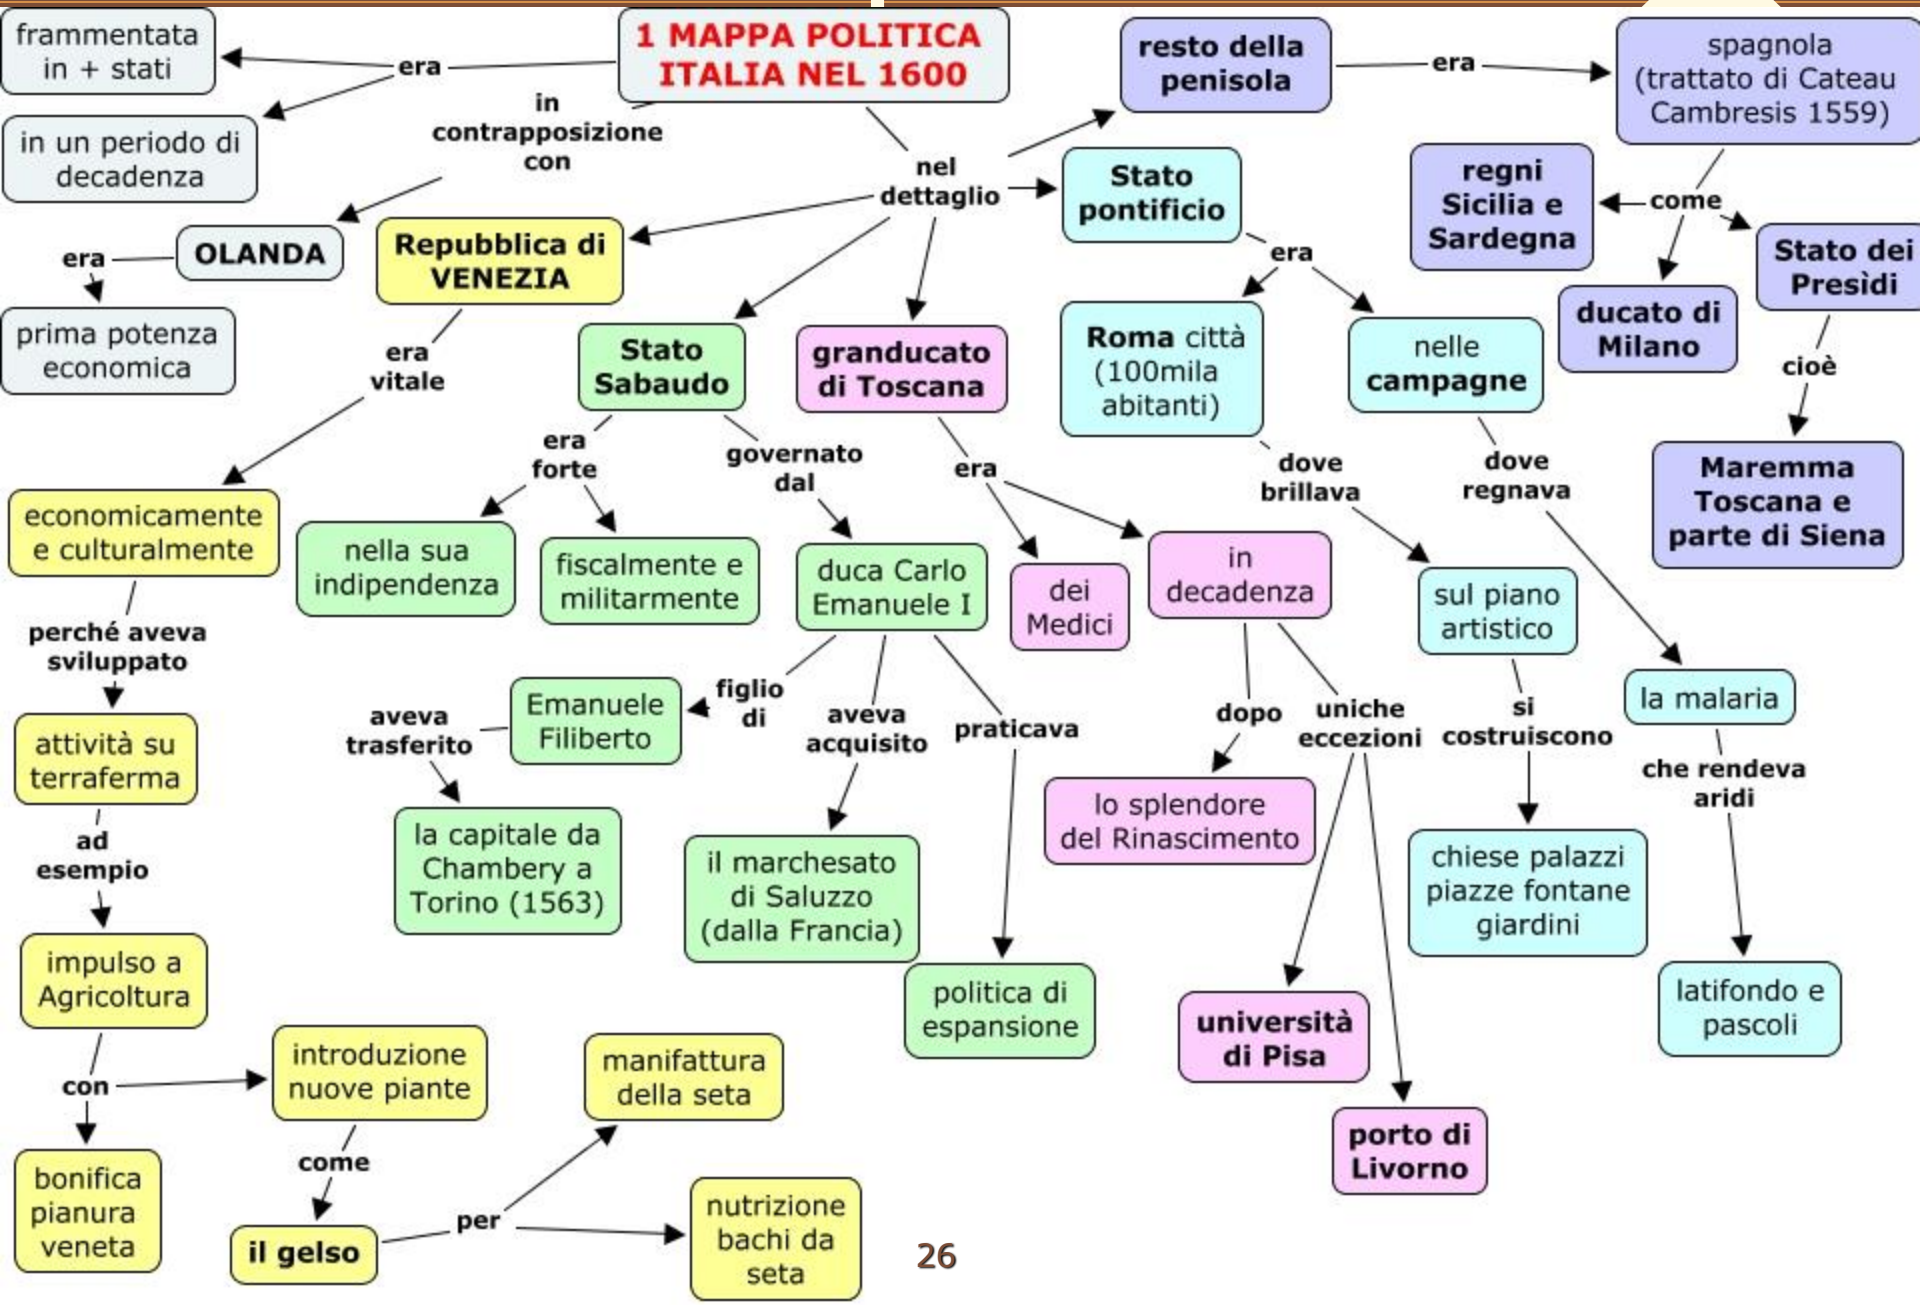 1 MAPPA POLITICA
ITALIA NEL 1600
era
frammentata
in + stati
in un periodo di
decadenza
in
contrapposizione
con
OLANDA
era
prima potenza
economica
nel
dettaglio
Repubblica di
VENEZIA
era
vitale
economicamente
e culturalmente
perché aveva
sviluppato
attività su
terraferma
ad
esempio
impulso a
Agricoltura
con
bonifica
pianura
veneta
introduzione
nuove piante
come
il gelso
per
manifattura
della seta
nutrizione
bachi da
seta
Stato
Sabaudo
era
forte
nella sua
indipendenza
fiscalmente e
militarmente
governato
dal
duca Carlo
Emanuele I
figlio
di
Emanuele
Filiberto
aveva
trasferito
la capitale da
Chambery a
Torino (1563)
aveva
acquisito
il marchesato
di Saluzzo
(dalla Francia)
praticava
politica di
espansione
granducato
di Toscana
era
dei
Medici
in
decadenza
dopo
lo splendore
del Rinascimento
uniche
eccezioni
università
di Pisa
porto di
Livorno
Stato
pontificio
era
Roma città
(100mila
abitanti)
dove
brillava
sul piano
artistico
si
costruiscono
chiese palazzi
piazze fontane
giardini
nelle
campagne
dove
regnava
la malaria
che rendeva
aridi
latifondo e
pascoli
resto della
penisola
era
spagnola
(trattato di Cateau
Cambresis 1559)
come
regni
Sicilia e
Sardegna
ducato di
Milano
Stato dei
Presìdi
cioè
Maremma
Toscana e
parte di Siena
26